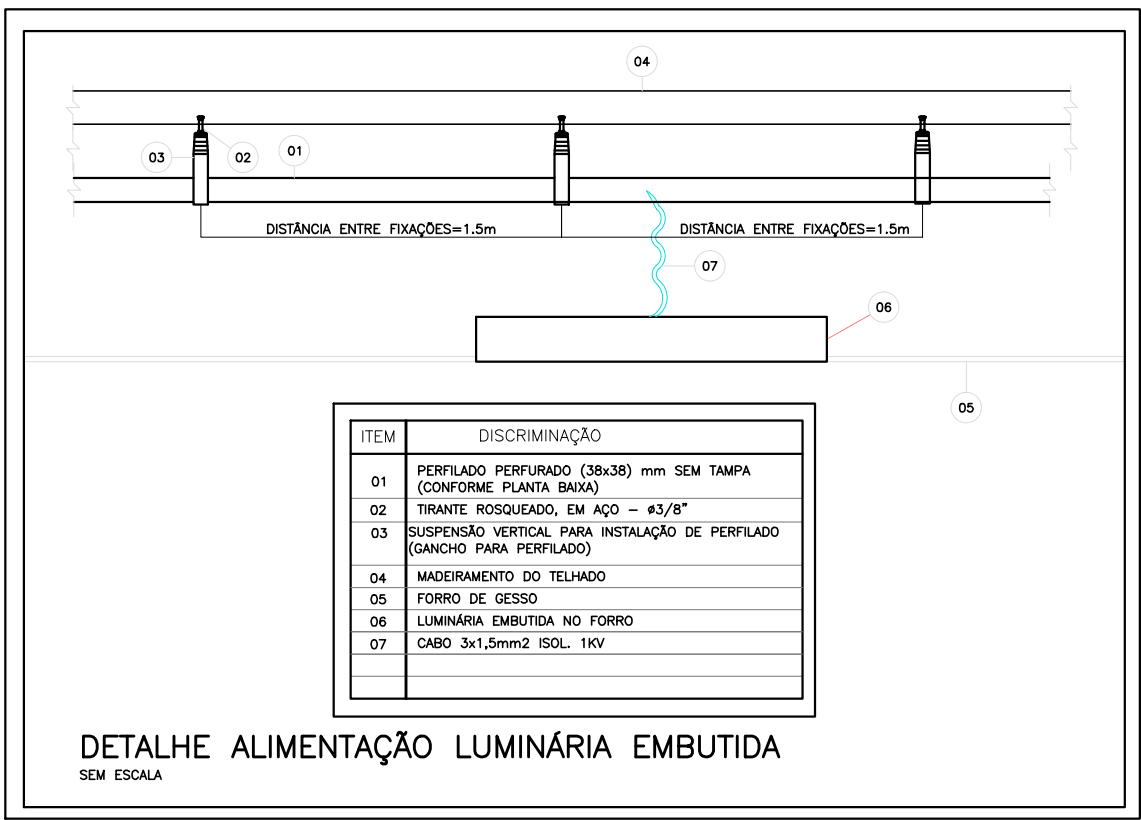 04
03
02
01
DISTÂNCIA ENTRE FIXAÇÕES=1.5m
DISTÂNCIA ENTRE FIXAÇÕES=1.5m
07
06
05
ITEM DISCRIMINAÇÃO
01 PERFILADO PERFURADO (38x38) mm SEM TAMPA
(CONFORME PLANTA BAIXA)
02 TIRANTE ROSQUEADO, EM AÇO – ø3/8"
03 SUSPENSÃO VERTICAL PARA INSTALAÇÃO DE PERFILADO
(GANCHO PARA PERFILADO)
04 MADEIRAMENTO DO TELHADO
05 FORRO DE GESSO
06 LUMINÁRIA EMBUTIDA NO FORRO
07 CABO 3x1,5mm2 ISOL. 1KV
DETALHE ALIMENTAÇÃO LUMINÁRIA EMBUTIDA
SEM ESCALA